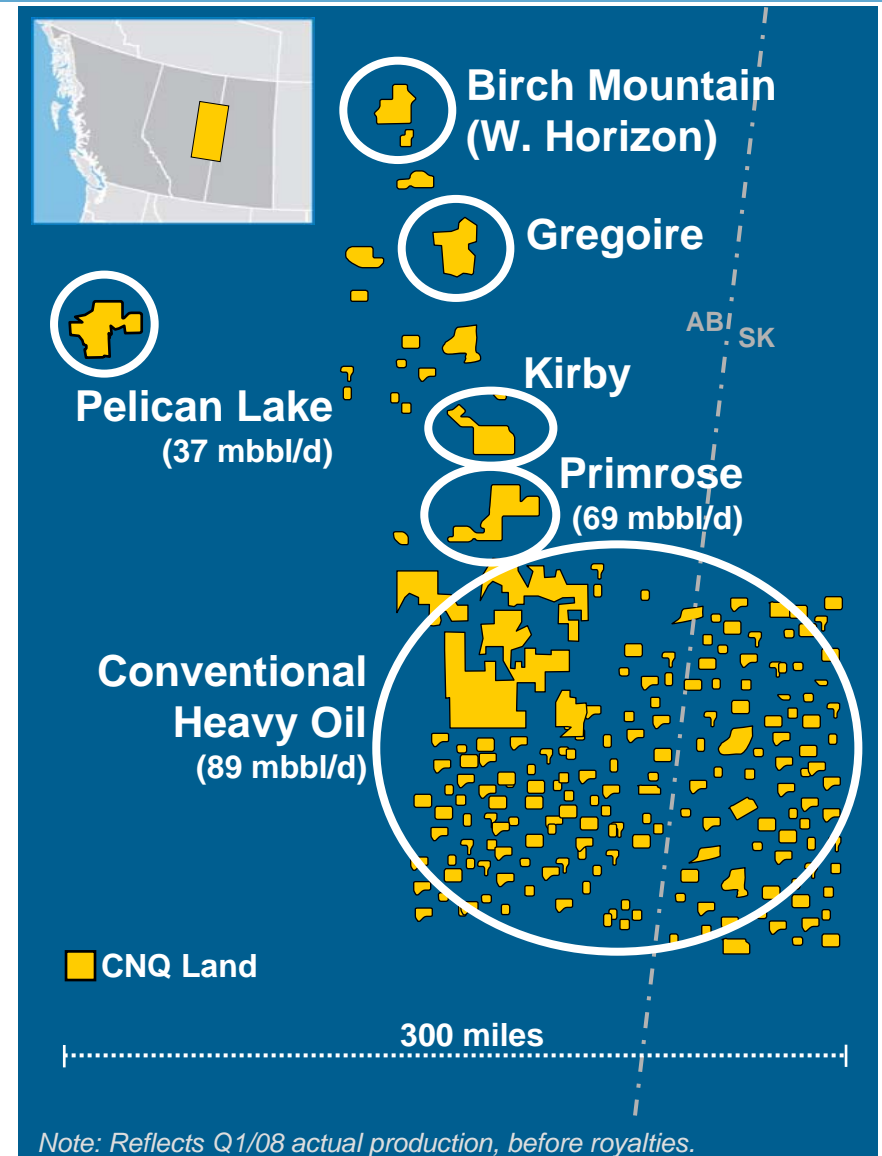 Birch Mountain
(W. Horizon)
Gregoire
AB
SK
Kirby
Pelican Lake
(37 mbbl/d)
Primrose
(69 mbbl/d)
Conventional
Heavy Oil
(89 mbbl/d)
CNQ Land
300 miles
Note: Reflects Q1/08 actual production, before royalties.